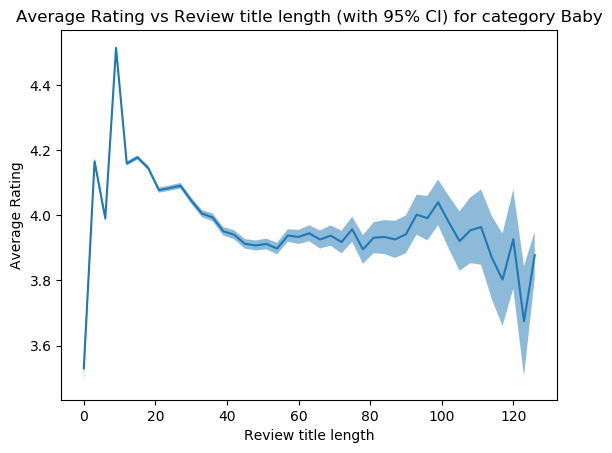 Average Rating vs Review title length (with 95% CI) for category Baby
4.4
4.2
4.0
3.8
3.6
Average Rating
0 20 40 60 80 100 120
Review title length